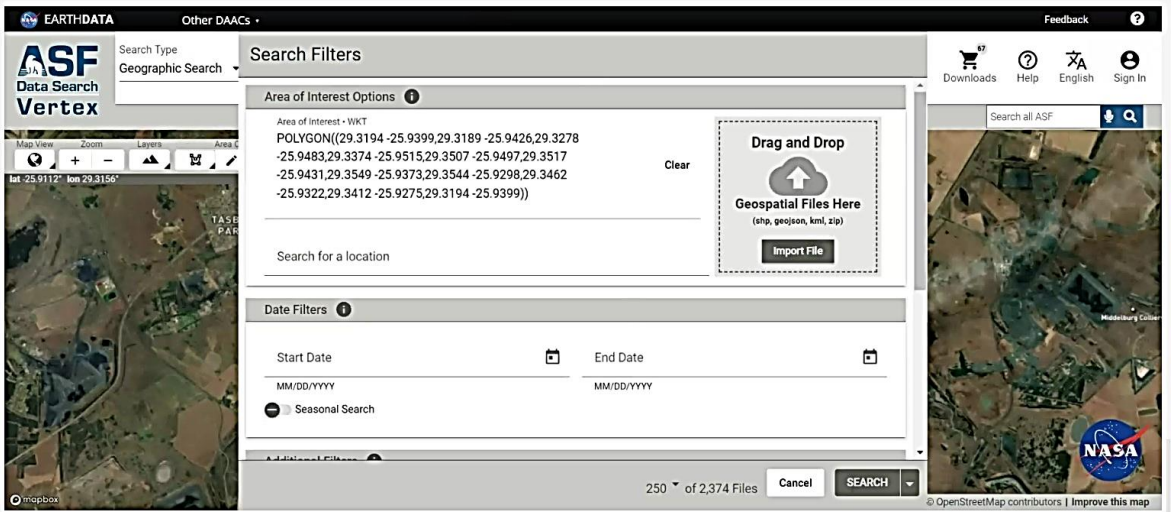 EARTHDATA
Other DAACs
Feedback
?
ASF
Data Search
Vertex
Search Type
Geographic Search
Search Filters
67
Downloads
Help
English
Sign In
Search all ASF
Map View
Zoom
Layers
Area
lat -25.9112° lon 29.3156°
TASB
PAR
Area of Interest Options
Area of Interest • WKT
POLYGON((29.3194 -25.9399,29.3189 -25.9426,29.3278
-25.9483,29.3374 -25.9515,29.3507 -25.9497,29.3517
-25.9431,29.3549 -25.9373,29.3544 -25.9298,29.3462
-25.9322,29.3412 -25.9275,29.3194 -25.9399))
Clear
Search for a location
Drag and Drop
Geospatial Files Here
(shp, geojson, kml, zip)
Import File
Date Filters
Start Date
MM/DD/YYYY
End Date
MM/DD/YYYY
Seasonal Search
Additional Filters
250 of 2,374 Files
Cancel
SEARCH
Middelburg Collier
NASA
mapbox
© OpenStreetMap contributors | Improve this map